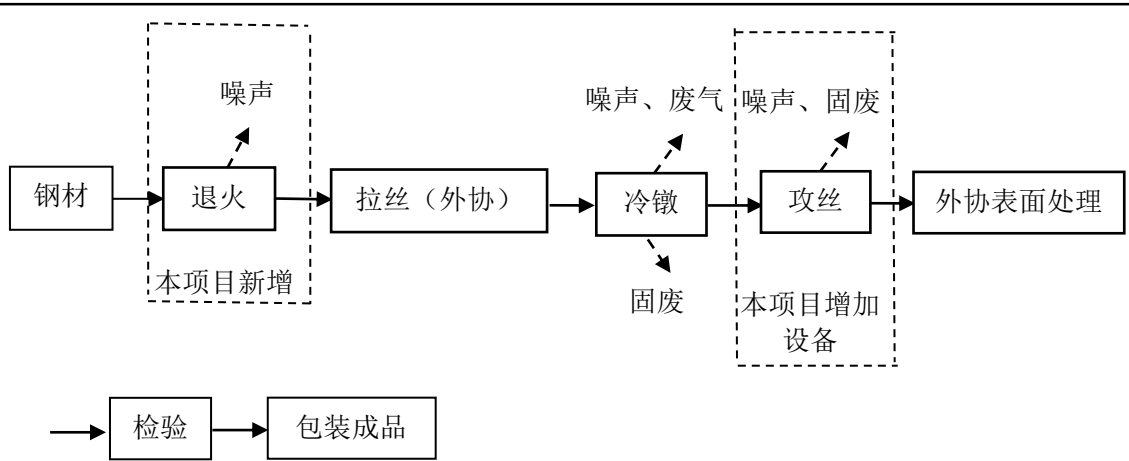 噪声
噪声、废气
噪声、固废
钢材
退火
拉丝（外协）
冷镦
攻丝
外协表面处理
本项目新增
固废
本项目增加
设备
检验
包装成品